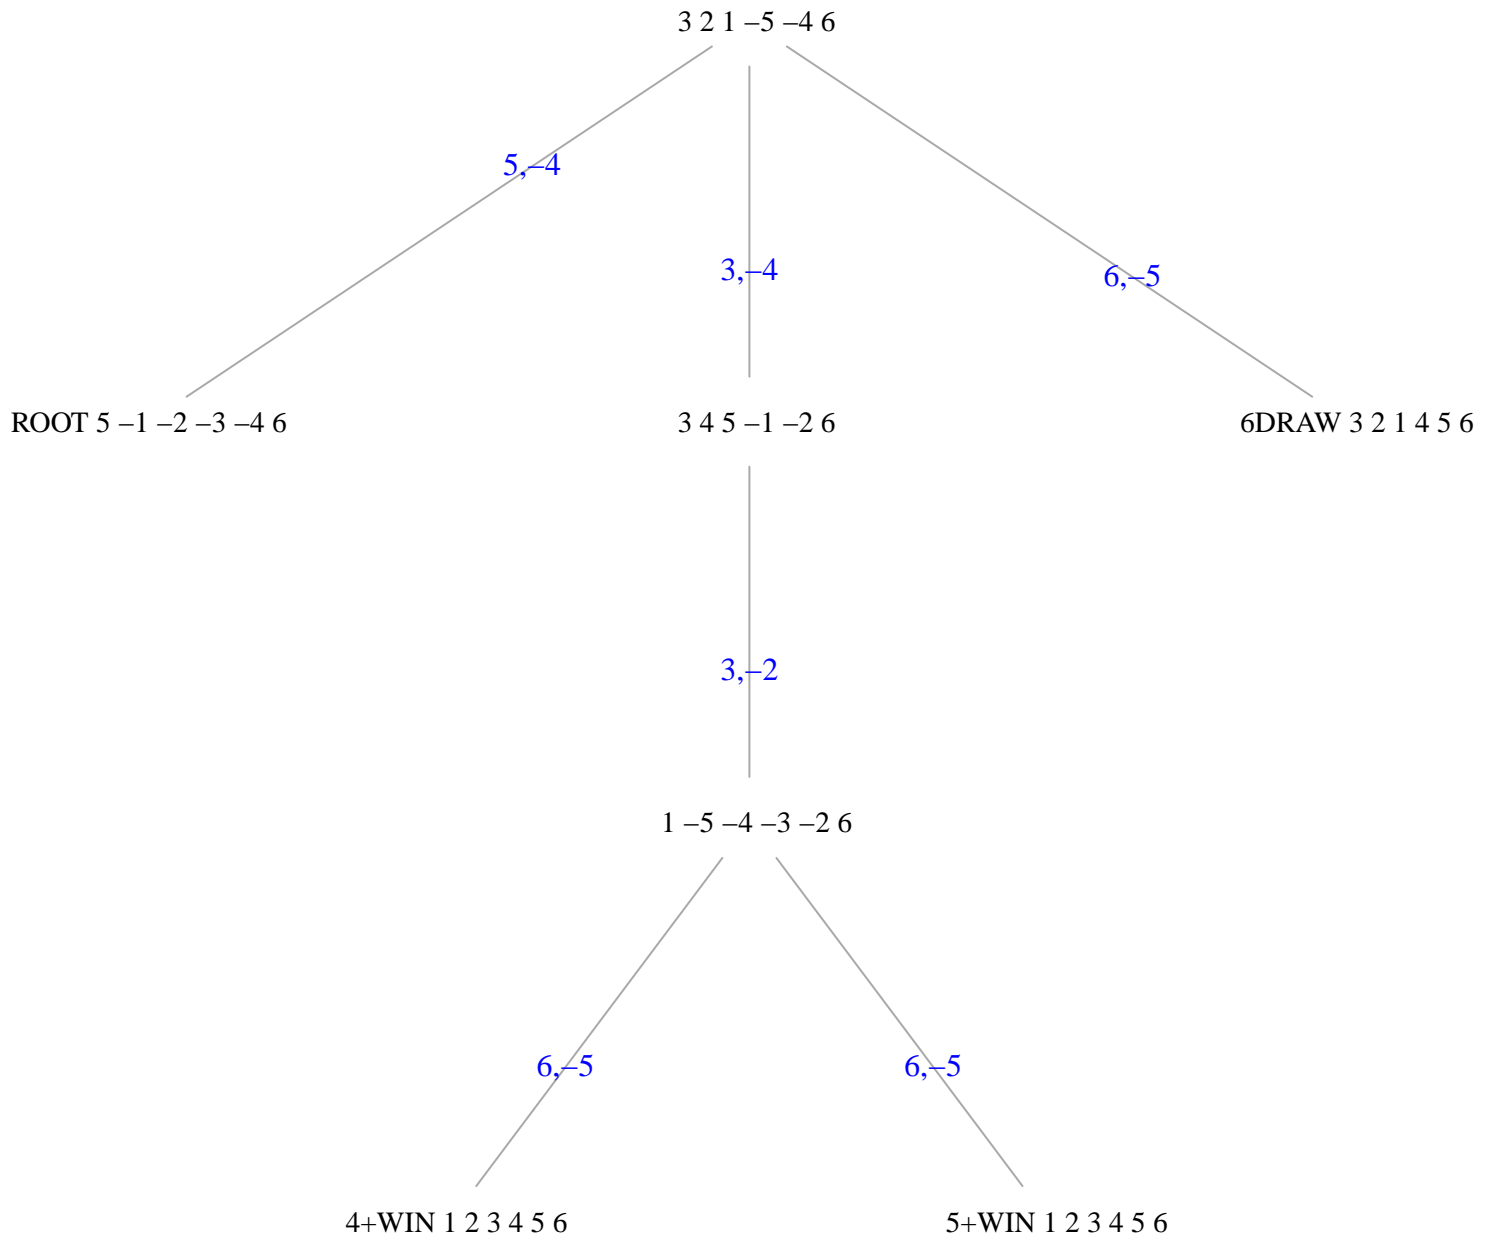 3 2 1 –5 –4 6
5,–4
3,–4
6,–5
ROOT 5 –1 –2 –3 –4 6
3 4 5 –1 –2 6
6DRAW 3 2 1 4 5 6
3,–2
1 –5 –4 –3 –2 6
6,–5
6,–5
4+WIN 1 2 3 4 5 6
5+WIN 1 2 3 4 5 6